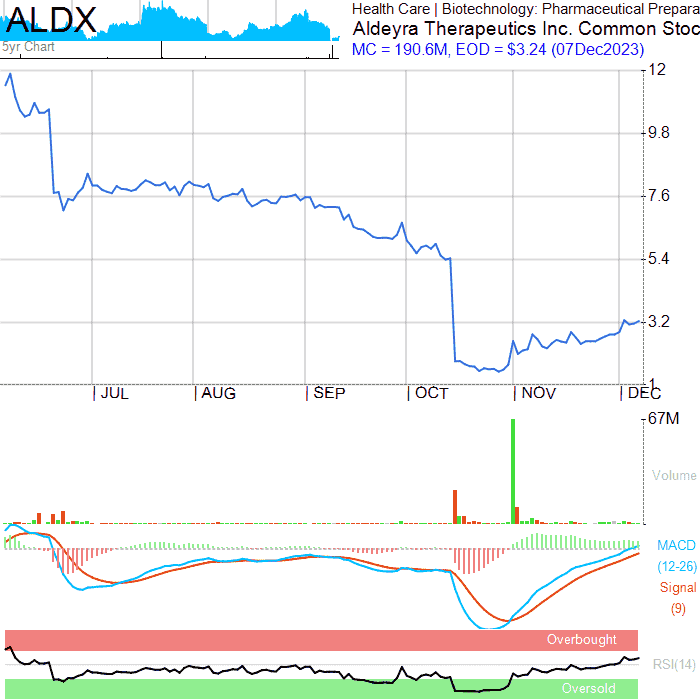 ALDX
5yr Chart
Health Care | Biotechnology: Pharmaceutical Prepara
Aldeyra Therapeutics Inc. Common Stoc
MC = 190.6M, EOD = $3.24 (07Dec2023)
12
9.8
7.6
5.4
3.2
1
JUL AUG SEP OCT NOV DEC
67M
Volume
MACD
(12-26)
Signal
(9)
Overbought
RSI(14)
Oversold